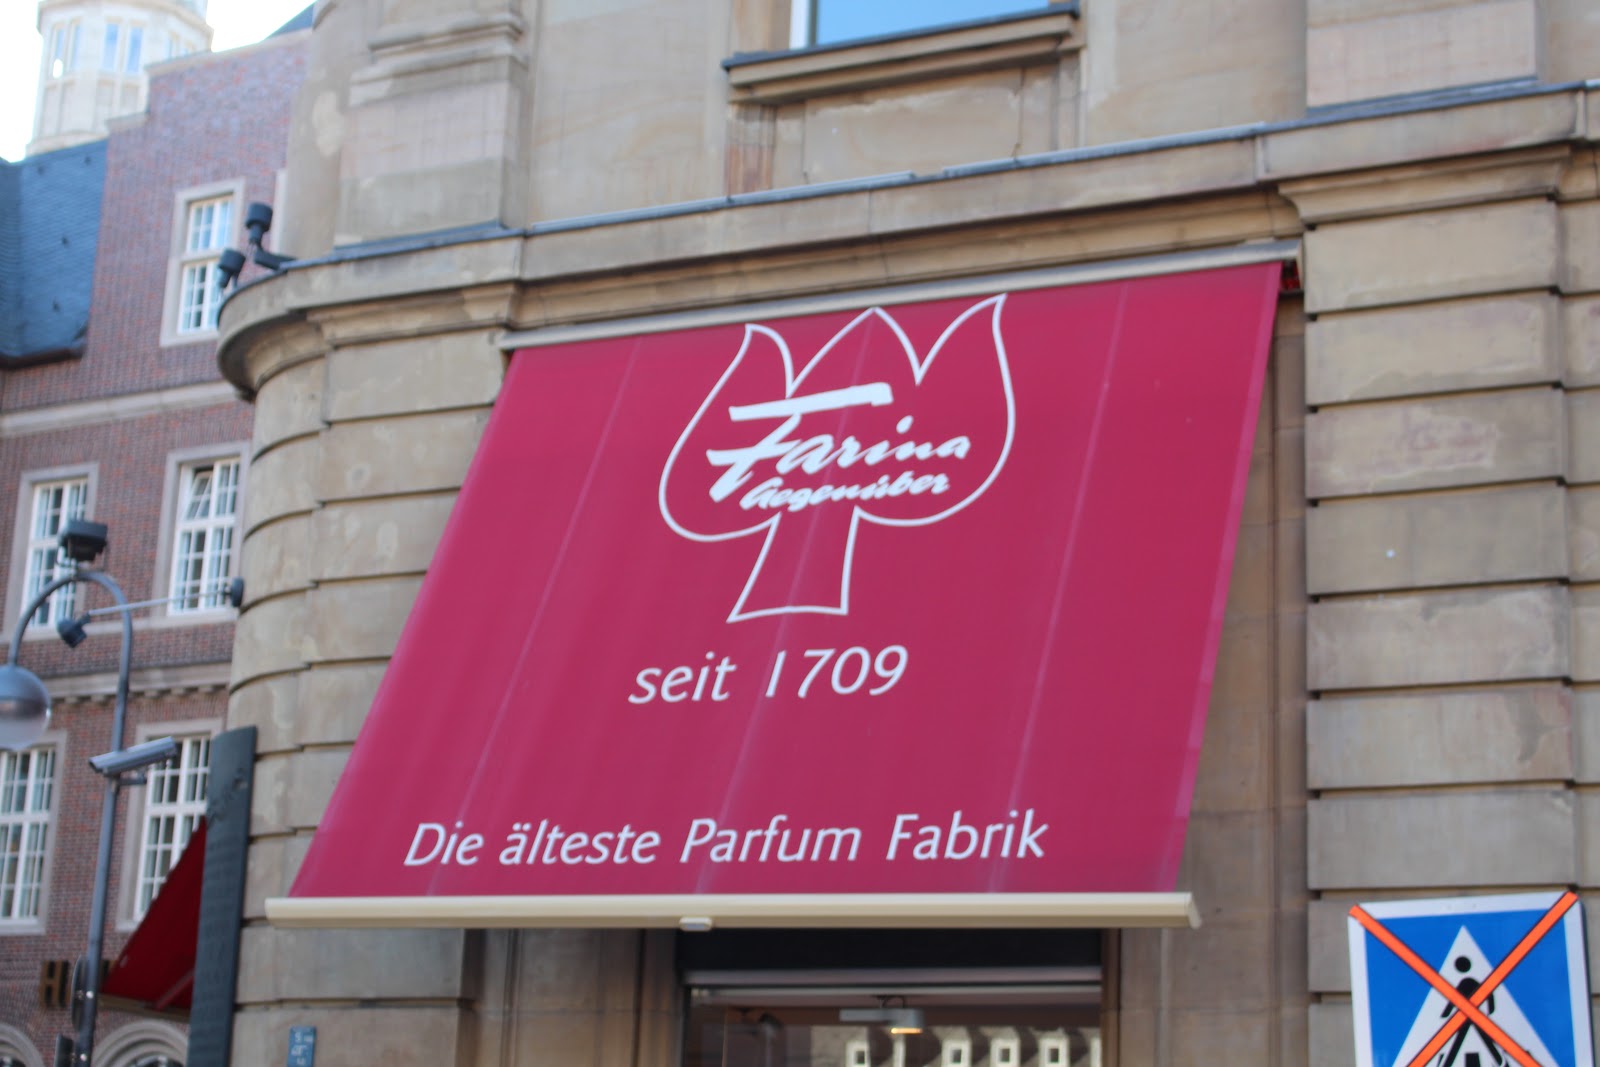 Farina
Gegenüber
seit 1709
Die älteste Parfum Fabrik